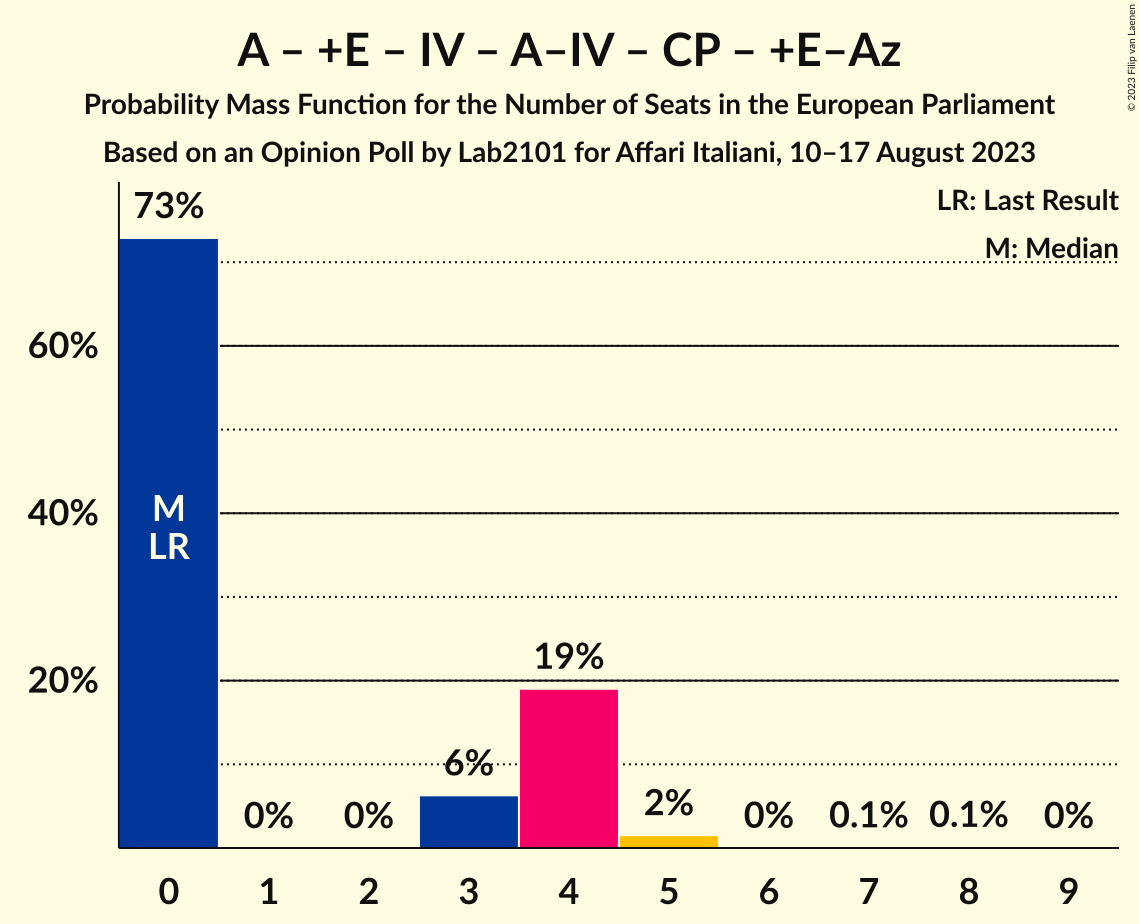 A – +E – IV – A–IV – CP – +E–Az
Probability Mass Function for the Number of Seats in the European Parliament
Based on an Opinion Poll by Lab2101 for Affari Italiani, 10–17 August 2023
© 2023 Filip van Laenen
LR: Last Result
M: Median
73%
60%
40%
20%
M
LR
0%
0%
6%
19%
2%
0%
0.1%
0.1%
0%
0 1 2 3 4 5 6 7 8 9